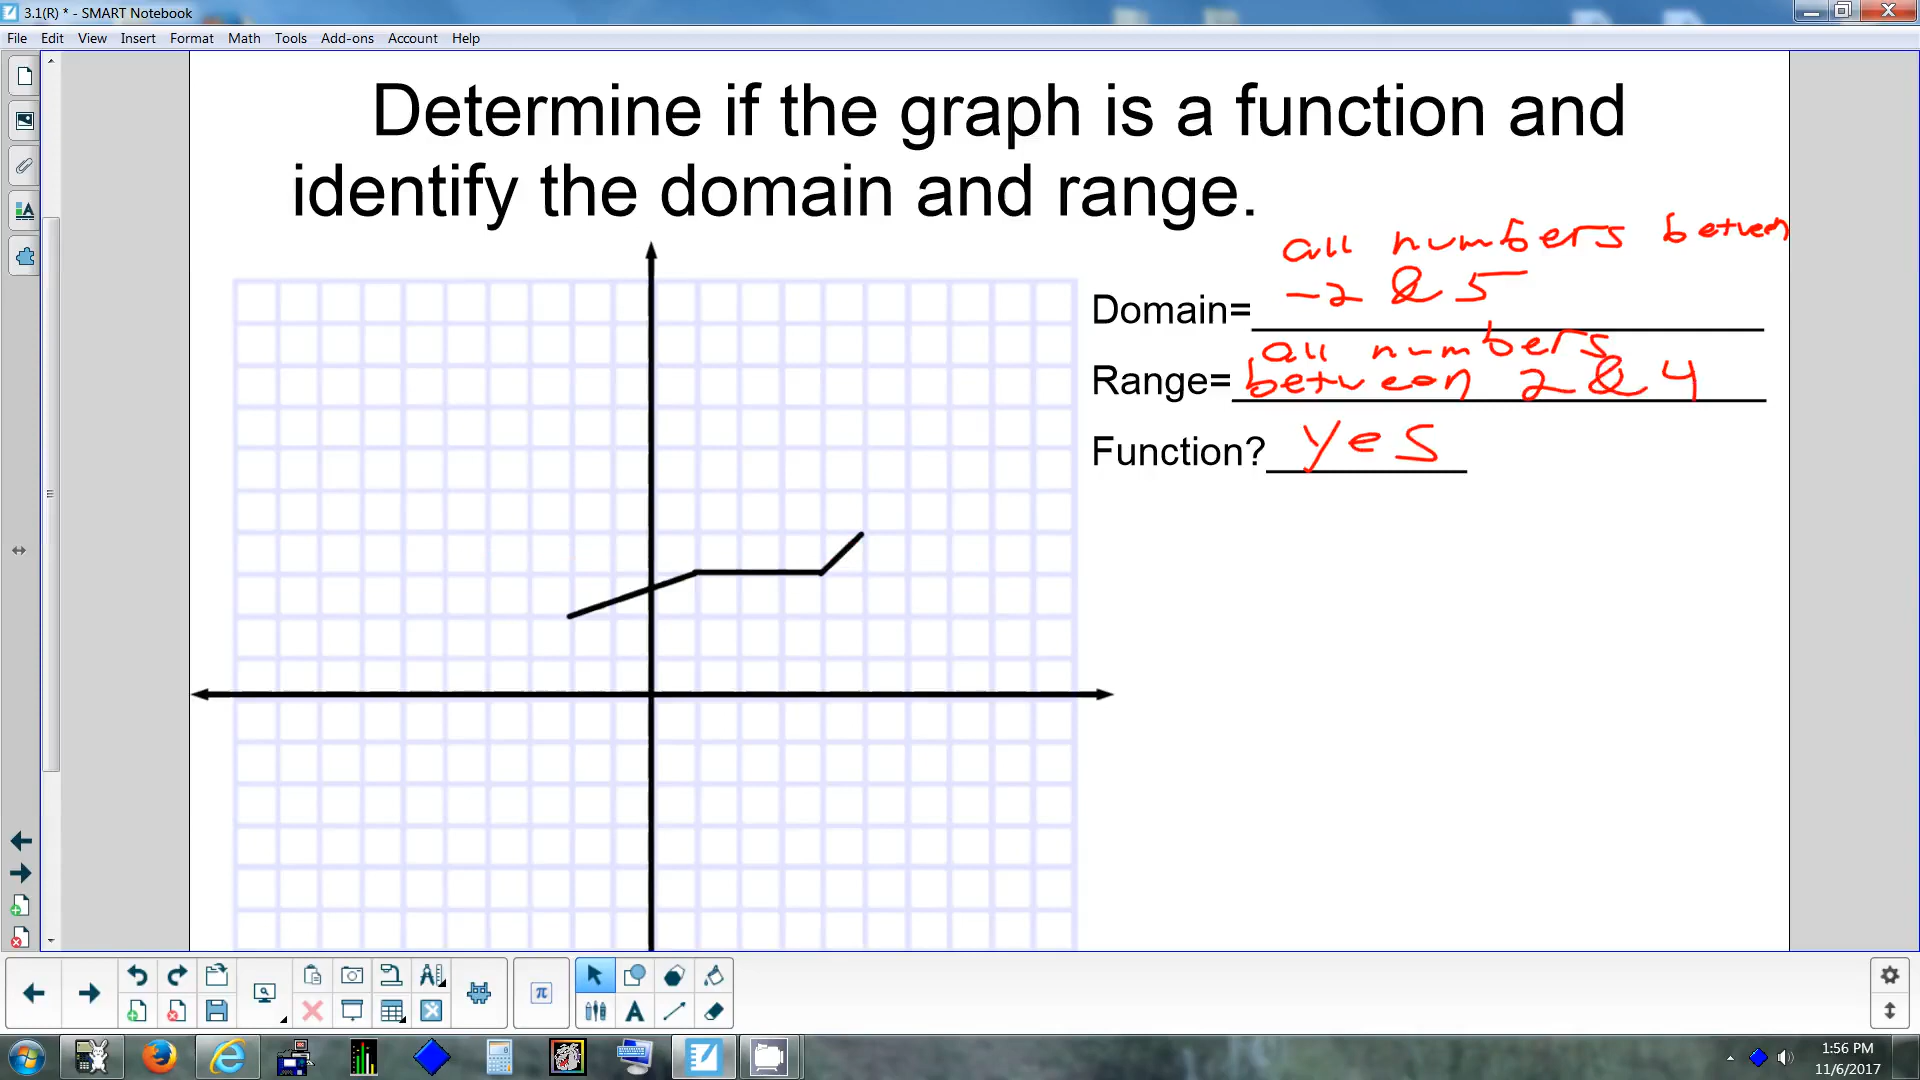 3.1(R) * - SMART Notebook
File Edit View Insert Format Math Tools Add-ons Account Help
Determine if the graph is a function and
identify the domain and range.
all numbers between
-2 & 5
Domain=
all numbers
Range= between 2 & 4
Function? yes
π
A
1:56 PM
11/6/2017